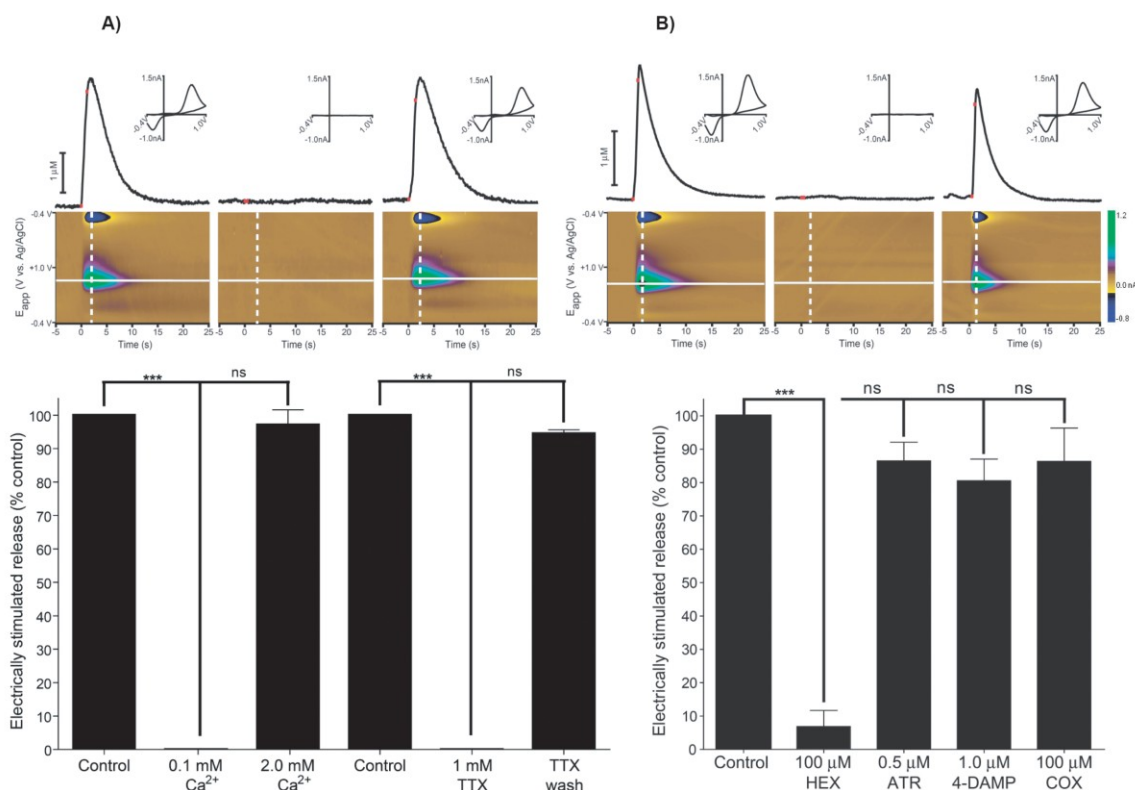 A)
B)
1.5nA
-0.4V
1.0V
-1.0nA
1.5nA
-0.4V
1.0V
-1.0nA
1.5nA
-0.4V
1.0V
-1.0nA
1 µM
1.5nA
-0.4V
1.0V
-1.0nA
1.5nA
-0.4V
1.0V
-1.0nA
1.5nA
-0.4V
1.0V
-1.0nA
1 µM
Eapp (V vs. Ag/AgCl)
-0.4 V
+1.0 V
-0.4 V
-5 0 5 10 15 20 25
-5 0 5 10 15 20 25
-5 0 5 10 15 20 25
Time (s)
Time (s)
Time (s)
Eapp (V vs. Ag/AgCl)
-0.4 V
+1.0 V
-0.4 V
-5 0 5 10 15 20 25
-5 0 5 10 15 20 25
-5 0 5 10 15 20 25
Time (s)
Time (s)
Time (s)
1.2
0.0 nA
-0.8
Electrically stimulated release (% control)
100
90
80
70
60
50
40
30
20
10
0
*** ns *** ns
Control 0.1 mM Ca²⁺ 2.0 mM Ca²⁺ Control 1 mM TTX TTX wash
Electrically stimulated release (% control)
100
90
80
70
60
50
40
30
20
10
0
*** ns ns ns
Control 100 µM HEX 0.5 µM ATR 1.0 µM 4-DAMP 100 µM COX